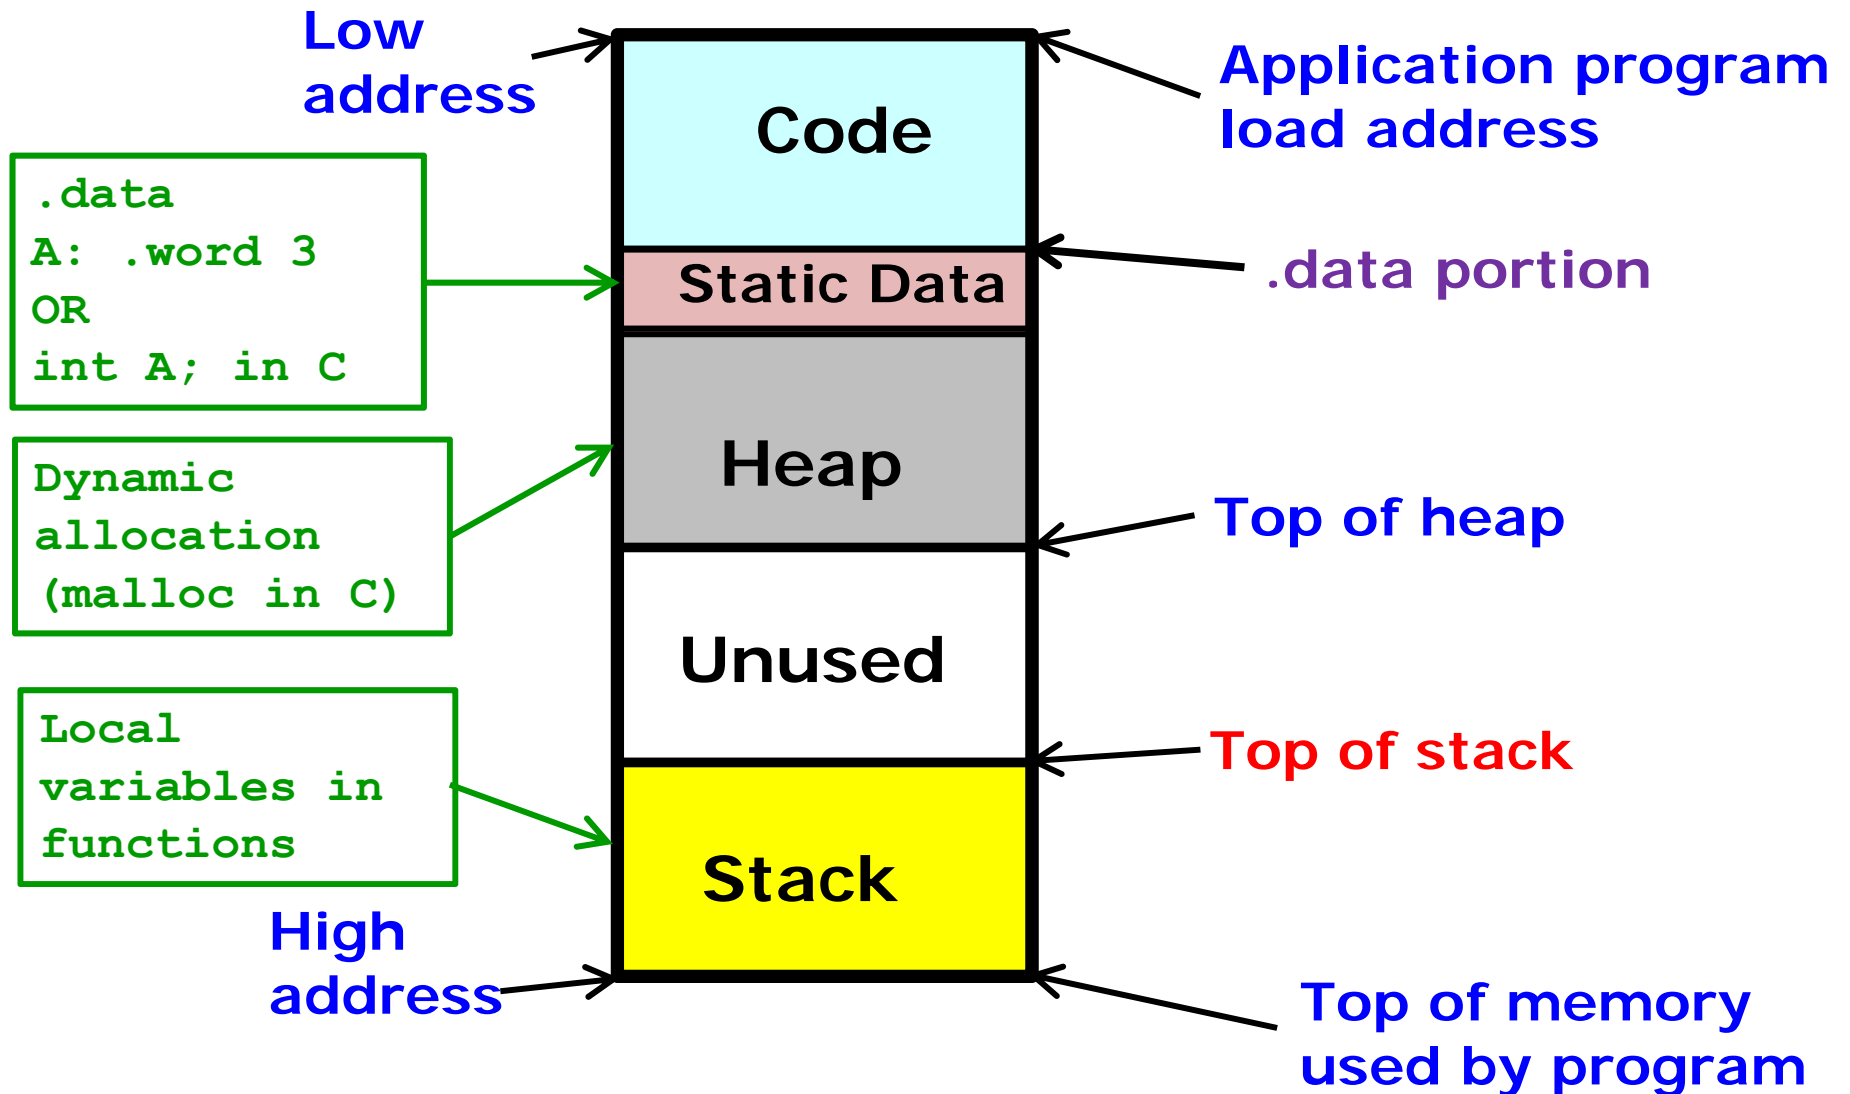 Low
address
Application program
load address
Code
.data
A: .word 3
OR
int A; in C
.data portion
Static Data
Dynamic
allocation
(malloc in C)
Heap
Top of heap
Unused
Local
variables in
functions
Top of stack
Stack
High
address
Top of memory
used by program